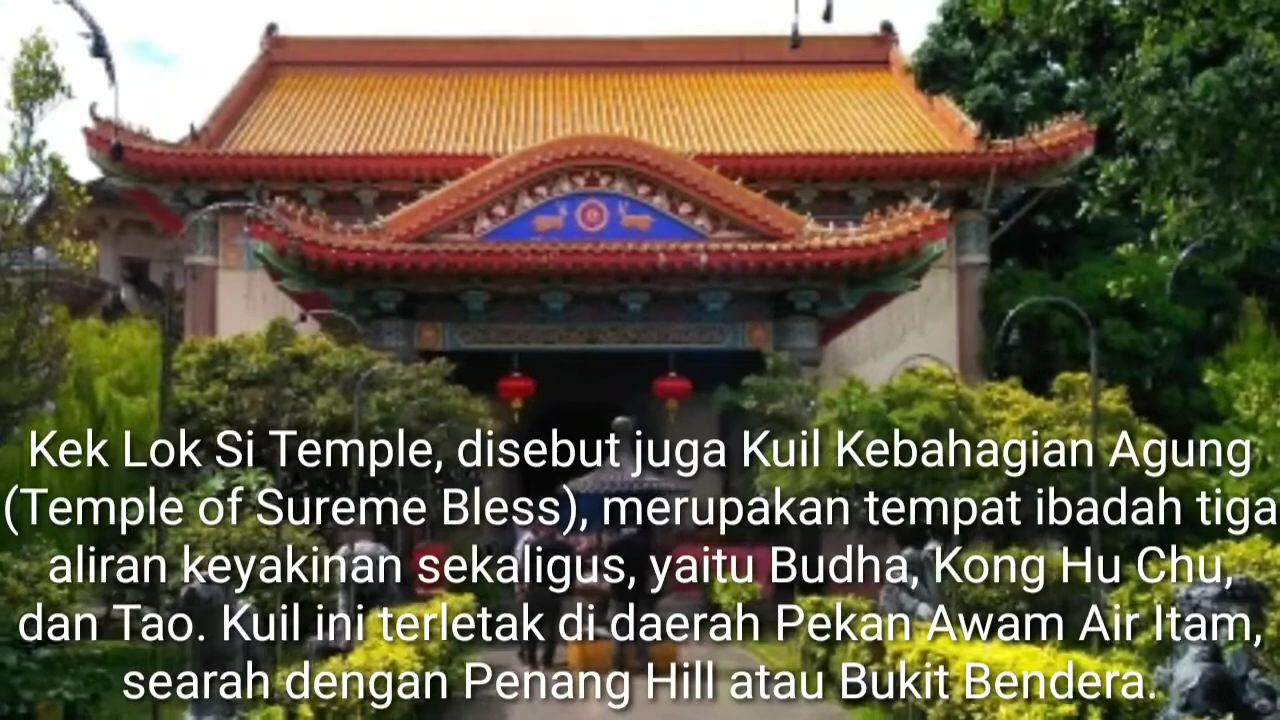 Kek Lok Si Temple, disebut juga Kuil Kebahagian Agung
(Temple of Sureme Bless), merupakan tempat ibadah tiga
aliran keyakinan sekaligus, yaitu Budha, Kong Hu Chu,
dan Tao. Kuil ini terletak di daerah Pekan Awam Air Itam,
searah dengan Penang Hill atau Bukit Bendera.